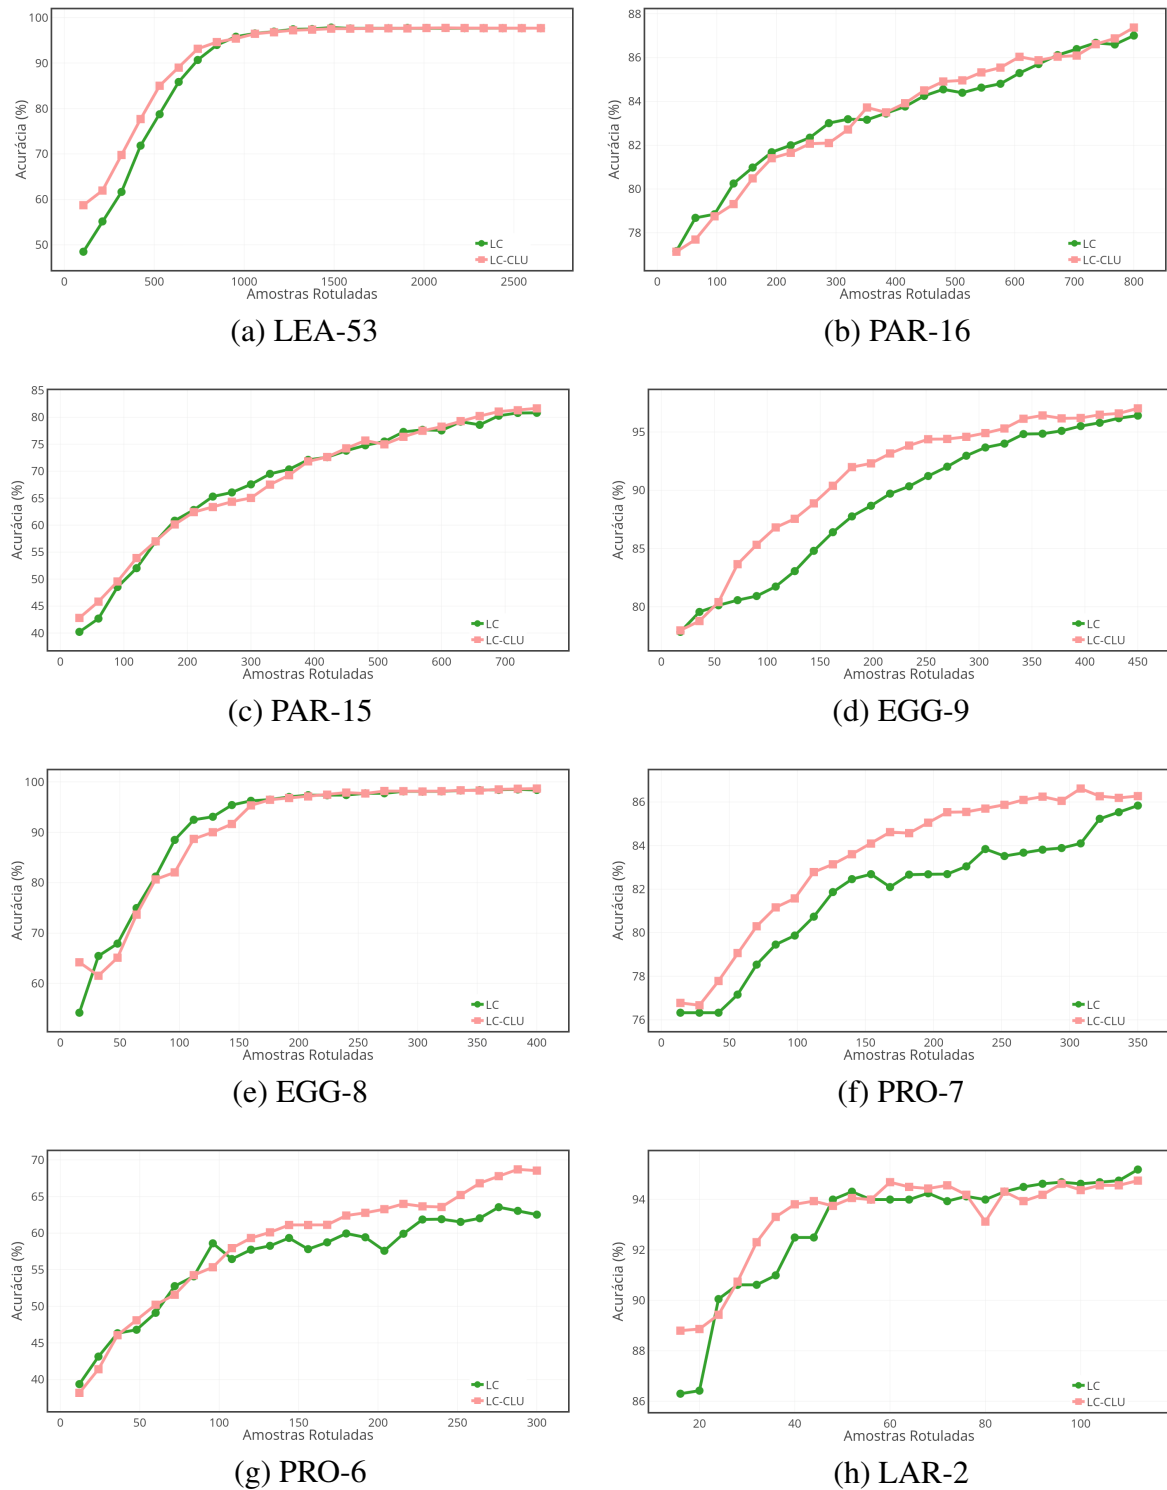 100
90
80
70
60
50
Acurácia (%)
0 500 1000 1500 2000 2500
Amostras Rotuladas
LC
LC-CLU
(a) LEA-53
88
86
84
82
80
78
Acurácia (%)
0 100 200 300 400 500 600 700 800
Amostras Rotuladas
LC
LC-CLU
(b) PAR-16
85
80
75
70
65
60
55
50
45
40
Acurácia (%)
0 100 200 300 400 500 600 700
Amostras Rotuladas
LC
LC-CLU
(c) PAR-15
95
90
85
80
Acurácia (%)
0 50 100 150 200 250 300 350 400 450
Amostras Rotuladas
LC
LC-CLU
(d) EGG-9
100
90
80
70
60
Acurácia (%)
0 50 100 150 200 250 300 350 400
Amostras Rotuladas
LC
LC-CLU
(e) EGG-8
86
84
82
80
78
76
Acurácia (%)
0 50 100 150 200 250 300 350
Amostras Rotuladas
LC
LC-CLU
(f) PRO-7
70
65
60
55
50
45
40
Acurácia (%)
0 50 100 150 200 250 300
Amostras Rotuladas
LC
LC-CLU
(g) PRO-6
94
92
90
88
86
Acurácia (%)
20 40 60 80 100
Amostras Rotuladas
LC
LC-CLU
(h) LAR-2